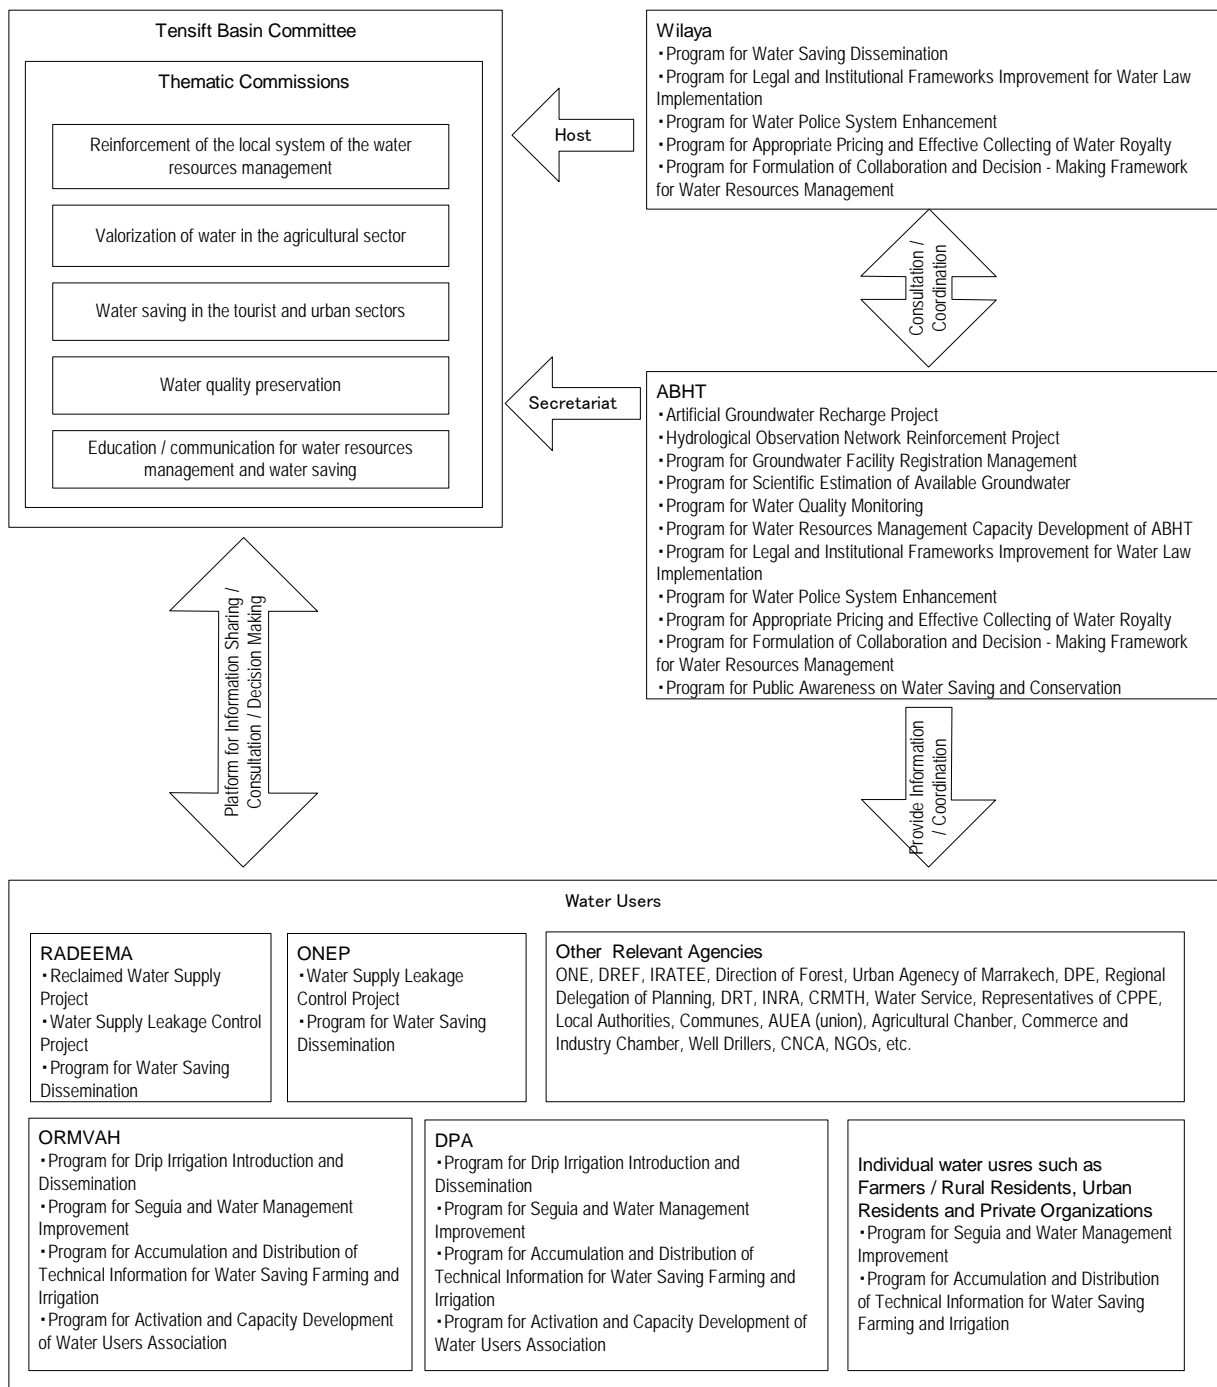 Tensift Basin Committee
Thematic Commissions
Reinforcement of the local system of the water
resources management
Valorization of water in the agricultural sector
Water saving in the tourist and urban sectors
Water quality preservation
Education / communication for water resources
management and water saving
Host
Secretariat
Wilaya
・Program for Water Saving Dissemination
・Program for Legal and Institutional Frameworks Improvement for Water Law
Implementation
・Program for Water Police System Enhancement
・Program for Appropriate Pricing and Effective Collecting of Water Royalty
・Program for Formulation of Collaboration and Decision - Making Framework
for Water Resources Management
Consultation /
Coordination
ABHT
・Artificial Groundwater Recharge Project
・Hydrological Observation Network Reinforcement Project
・Program for Groundwater Facility Registration Management
・Program for Scientific Estimation of Available Groundwater
・Program for Water Quality Monitoring
・Program for Water Resources Management Capacity Development of ABHT
・Program for Legal and Institutional Frameworks Improvement for Water Law
Implementation
・Program for Water Police System Enhancement
・Program for Appropriate Pricing and Effective Collecting of Water Royalty
・Program for Formulation of Collaboration and Decision - Making Framework
for Water Resources Management
・Program for Public Awareness on Water Saving and Conservation
Platform for Information Sharing /
Consultation / Decision Making
Provide Information
/ Coordination
Water Users
RADEEMA
・Reclaimed Water Supply
Project
・Water Supply Leakage Control
Project
・Program for Water Saving
Dissemination
ONEP
・Water Supply Leakage
Control Project
・Program for Water Saving
Dissemination
Other Relevant Agencies
ONE, DREF, IRATEE, Direction of Forest, Urban Agenecy of Marrakech, DPE, Regional
Delegation of Planning, DRT, INRA, CRMTH, Water Service, Representatives of CPPE,
Local Authorities, Communes, AUEA (union), Agricultural Chanber, Commerce and
Industry Chamber, Well Drillers, CNCA, NGOs, etc.
ORMVAH
・Program for Drip Irrigation Introduction and
Dissemination
・Program for Seguia and Water Management
Improvement
・Program for Accumulation and Distribution of
Technical Information for Water Saving Farming and
Irrigation
・Program for Activation and Capacity Development
of Water Users Association
DPA
・Program for Drip Irrigation Introduction and
Dissemination
・Program for Seguia and Water Management
Improvement
・Program for Accumulation and Distribution of
Technical Information for Water Saving Farming and
Irrigation
・Program for Activation and Capacity Development of
Water Users Association
Individual water usres such as
Farmers / Rural Residents, Urban
Residents and Private Organizations
・Program for Seguia and Water Management
Improvement
・Program for Accumulation and Distribution
of Technical Information for Water Saving
Farming and Irrigation